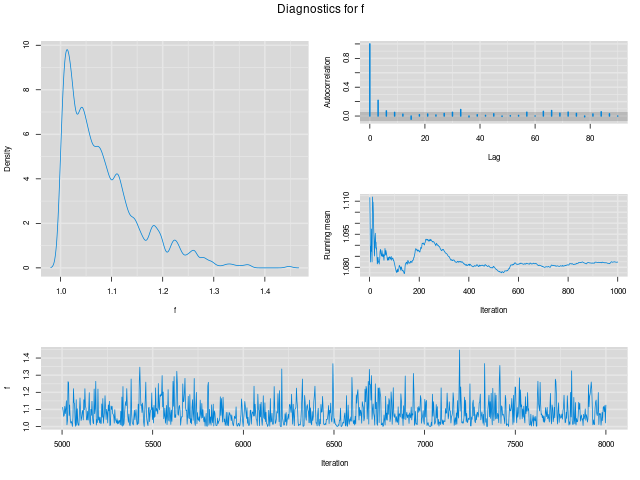 Diagnostics for f
Density
0 2 4 6 8 10
1.0 1.1 1.2 1.3 1.4
f
Autocorrelation
0.0 0.4 0.8
0 20 40 60 80
Lag
Running mean
1.080 1.095 1.110
0 200 400 600 800 1000
Iteration
f
1.0 1.1 1.2 1.3 1.4
5000 5500 6000 6500 7000 7500 8000
Iteration